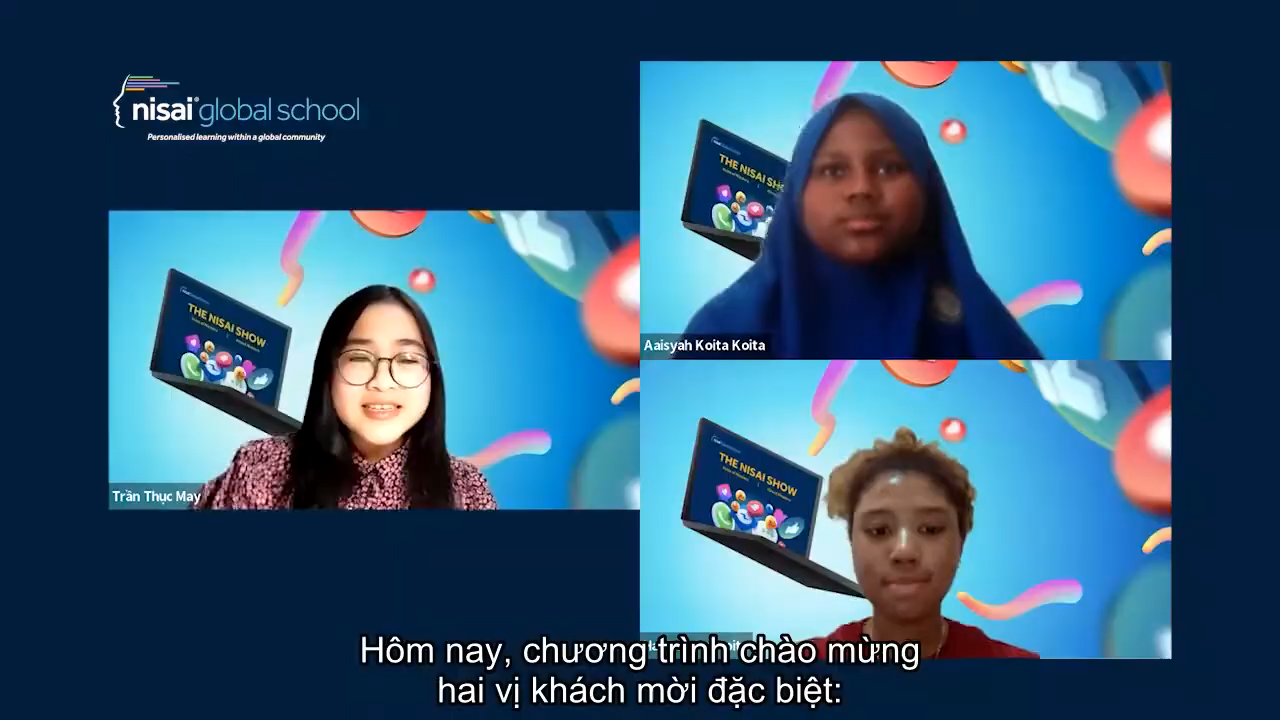 nisai global school
Personalised learning within a global community
THE NISAI SHOW
Trần Thục May
THE NISAI SHO
Aaisyah Koita Koita
THE NISAI SHOW
Hôm nay, chương trình chào mừng
hai vị khách mời đặc biệt: